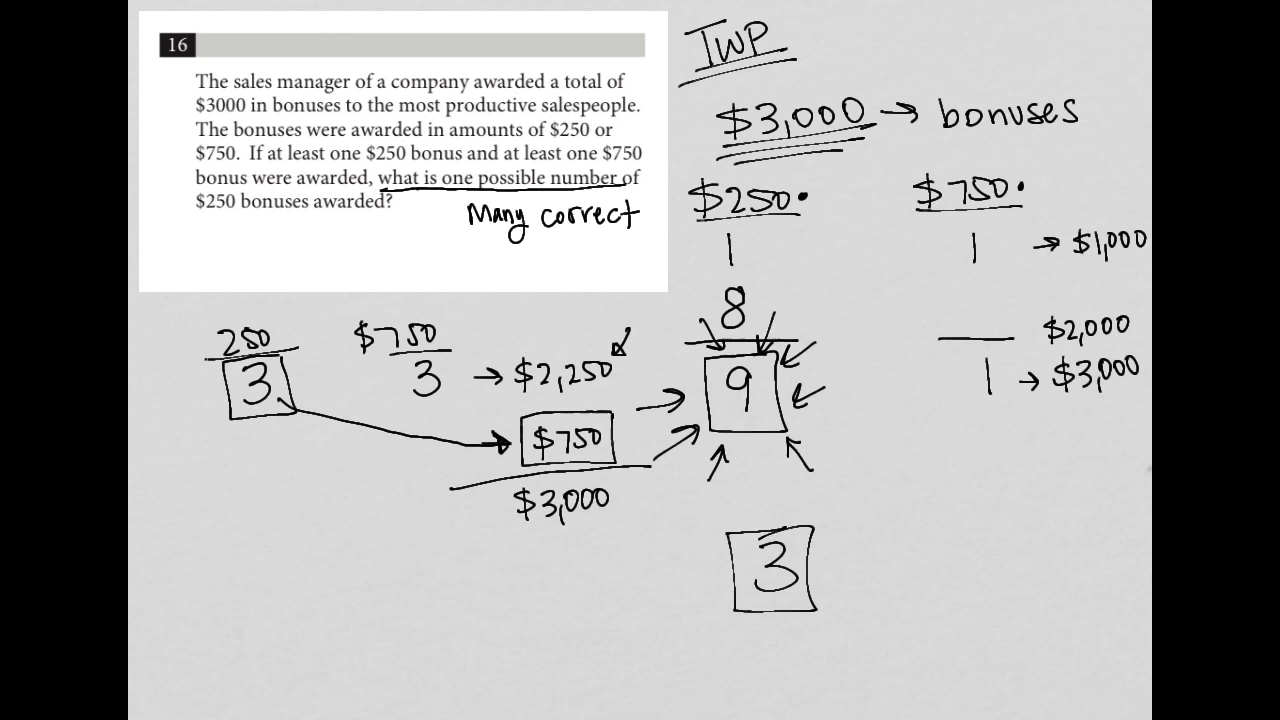 16
The sales manager of a company awarded a total of
$3000 in bonuses to the most productive salespeople.
The bonuses were awarded in amounts of $250 or
$750. If at least one $250 bonus and at least one $750
bonus were awarded, what is one possible number of
$250 bonuses awarded?
Many correct
TWP
$3,000 → bonuses
$250 $750
1 1 → $1,000
8 $2,000
9 1 → $3,000
250 $750
3 3 → $2,250
$750
$3,000
3